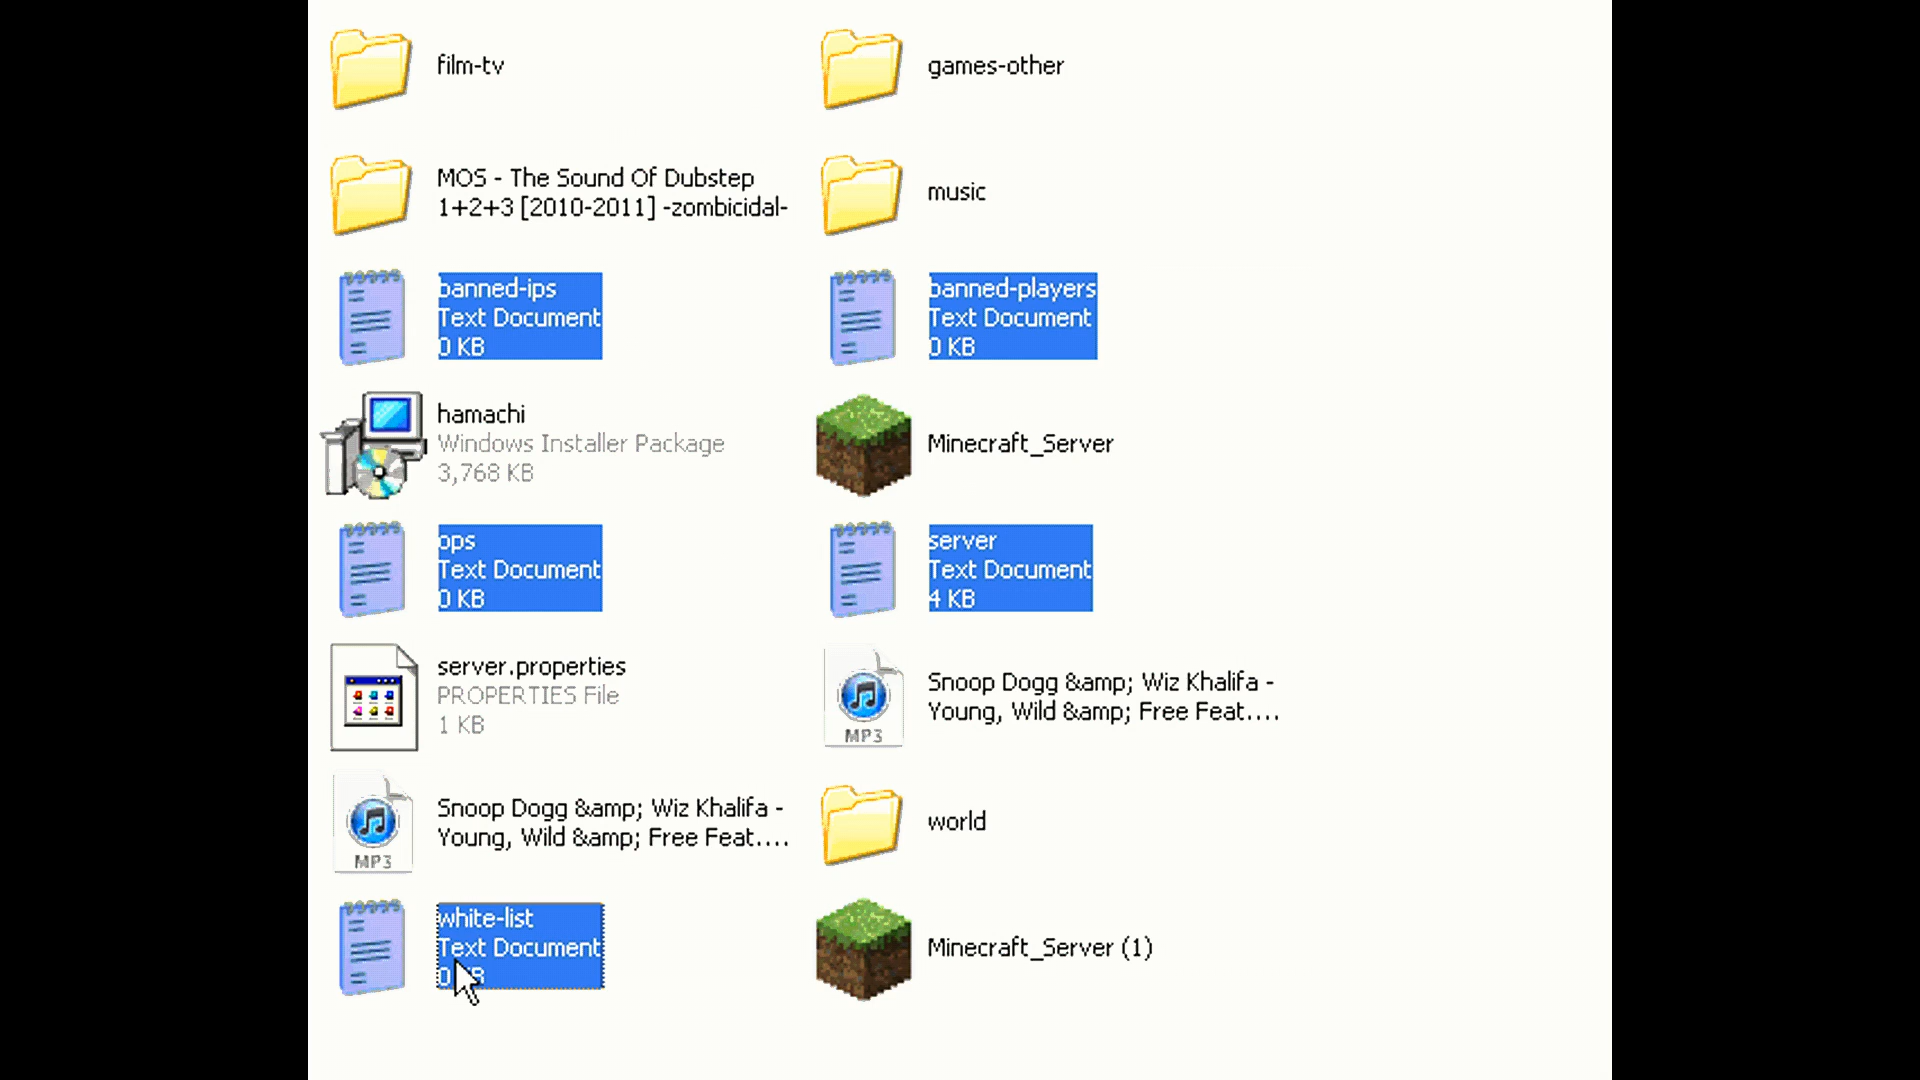 film-tv
games-other
MOS - The Sound Of Dubstep
1+2+3 [2010-2011] -zombicidal-
music
banned-ips
Text Document
0 KB
banned-players
Text Document
0 KB
hamachi
Windows Installer Package
3,768 KB
Minecraft_Server
ops
Text Document
0 KB
server
Text Document
4 KB
server.properties
PROPERTIES File
1 KB
MP3
Snoop Dogg &amp; Wiz Khalifa -
Young, Wild &amp; Free Feat....
MP3
Snoop Dogg &amp; Wiz Khalifa -
Young, Wild &amp; Free Feat....
world
white-list
Text Document
0 KB
Minecraft_Server (1)